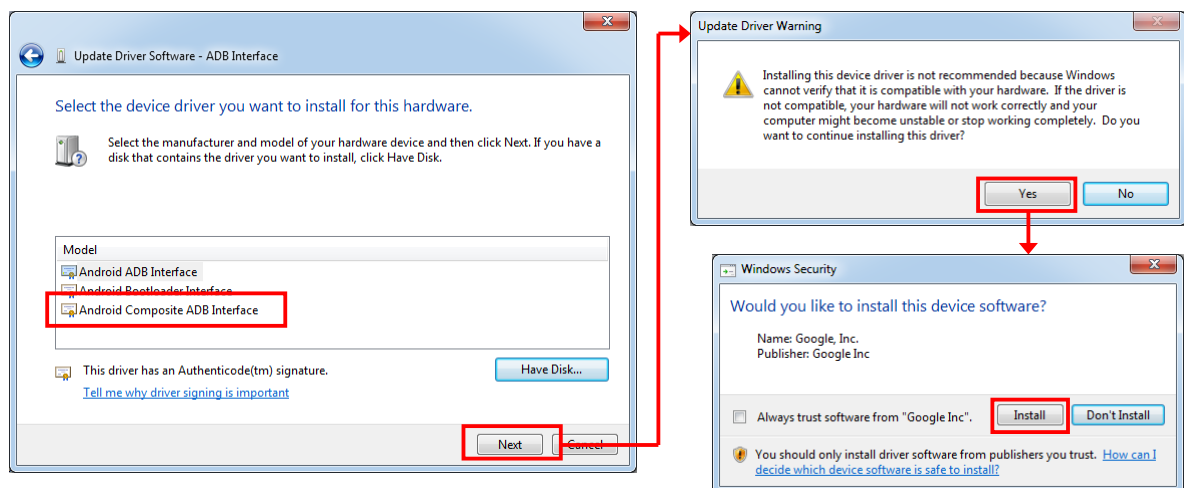 Update Driver Software - ADB Interface
Select the device driver you want to install for this hardware.
Select the manufacturer and model of your hardware device and then click Next. If you have a
disk that contains the driver you want to install, click Have Disk.
Model
Android ADB Interface
Android Bootloader Interface
Android Composite ADB Interface
This driver has an Authenticode(tm) signature.
Have Disk...
Tell me why driver signing is important
Next
Cancel
Update Driver Warning
Installing this device driver is not recommended because Windows
cannot verify that it is compatible with your hardware. If the driver is
not compatible, your hardware will not work correctly and your
computer might become unstable or stop working completely. Do you
want to continue installing this driver?
Yes
No
Windows Security
Would you like to install this device software?
Name: Google, Inc.
Publisher: Google Inc
Always trust software from "Google Inc".
Install
Don't Install
You should only install driver software from publishers you trust. How can I
decide which device software is safe to install?